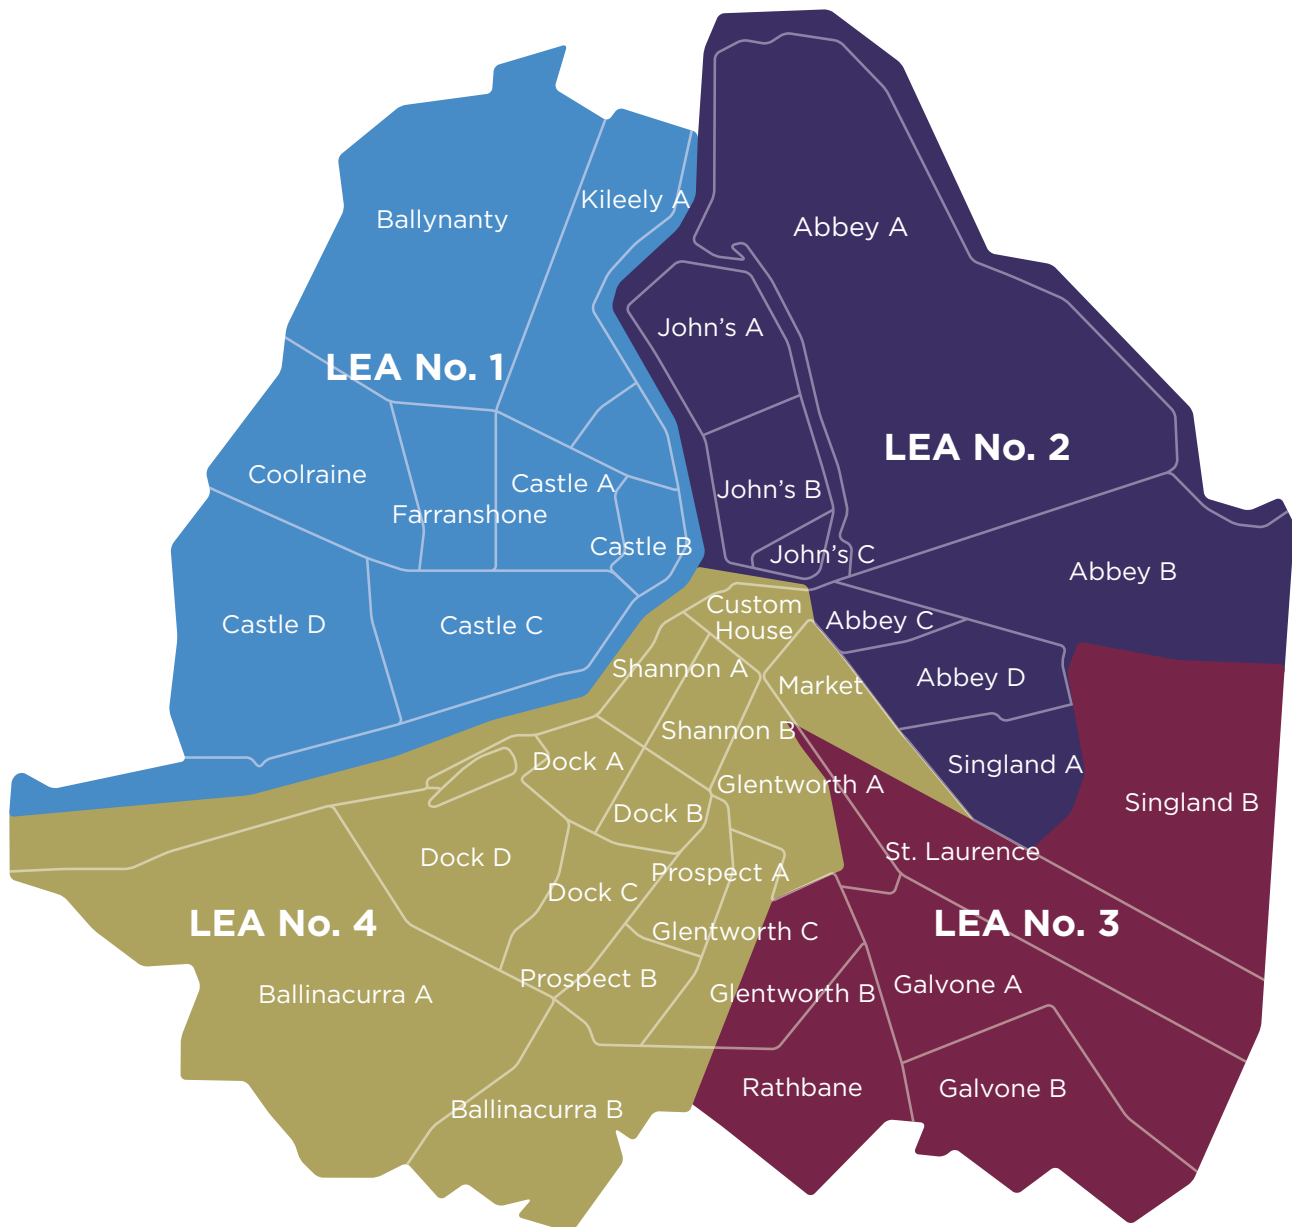 Kileely A
Ballynanty
Abbey A
John's A
LEA No. 1
LEA No. 2
Coolraine
Castle A
John's B
Farranshone
Castle B
John's C
Abbey B
Custom
House
Castle D
Castle C
Abbey C
Shannon A
Market
Abbey D
Shannon B
Dock A
Singland A
Glentworth A
Singland B
Dock B
Dock D
St. Laurence
Prospect A
Dock C
LEA No. 4
Glentworth C
LEA No. 3
Prospect B
Ballinacurra A
Glentworth B
Galvone A
Rathbane
Galvone B
Ballinacurra B